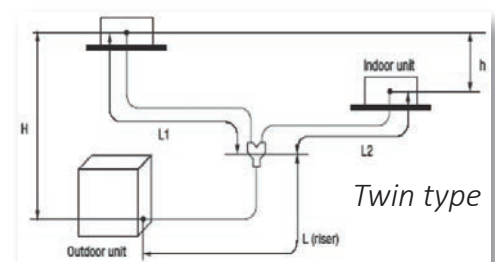 Indoor unit
h
H
L1
L2
Twin type
L (riser)
Outdoor unit